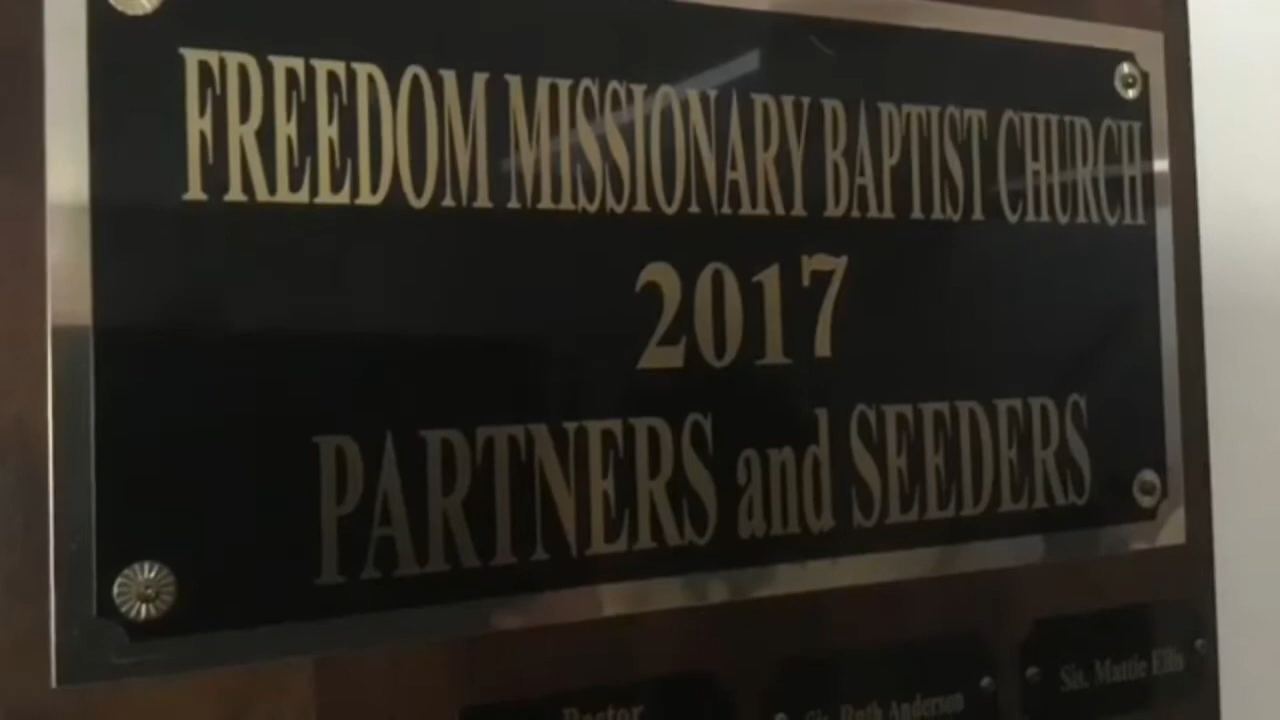 FREEDOM MISSIONARY BAPTIST CHURCH
2017
PARTNERS and SEEDERS
Pastor
Sis. Ruth Anderson
Sis. Mattie Ellis